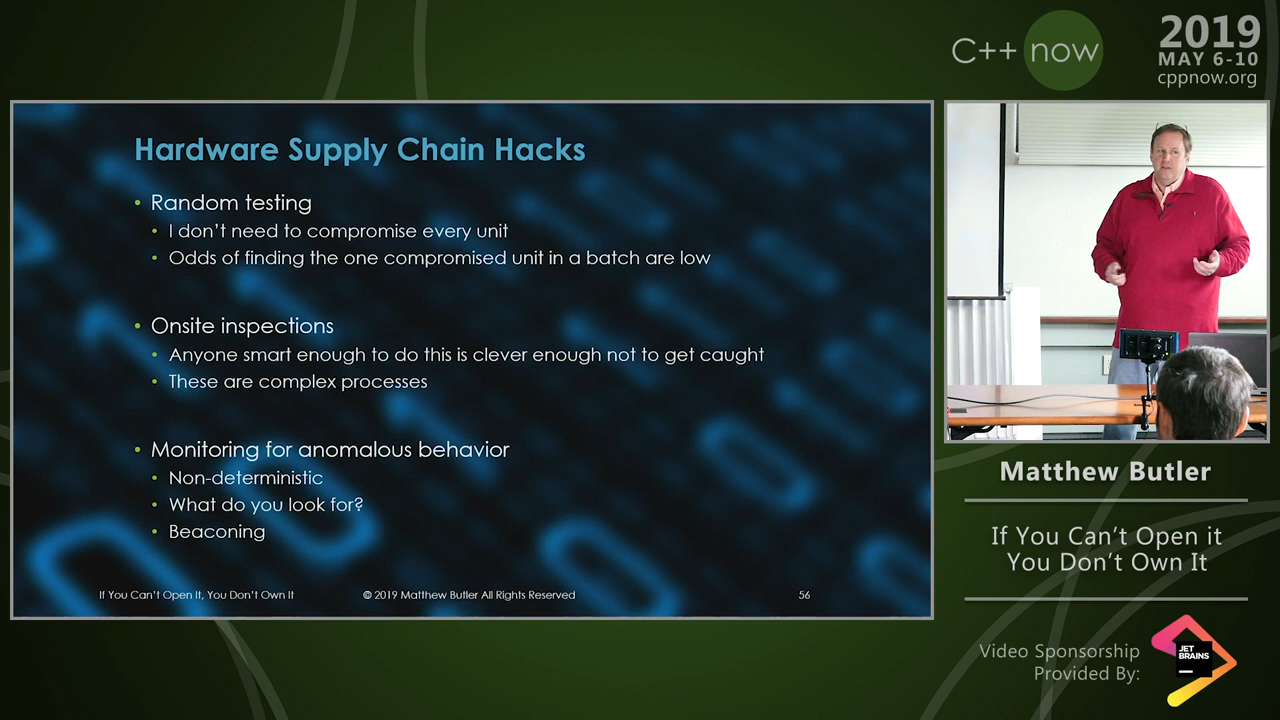 C++ now
2019
MAY 6-10
cppnow.org
Hardware Supply Chain Hacks
• Random testing
• I don't need to compromise every unit
• Odds of finding the one compromised unit in a batch are low
• Onsite inspections
• Anyone smart enough to do this is clever enough not to get caught
• These are complex processes
• Monitoring for anomalous behavior
• Non-deterministic
• What do you look for?
• Beaconing
If You Can't Open It, You Don't Own It
© 2019 Matthew Butler All Rights Reserved
56
Matthew Butler
If You Can't Open it
You Don't Own It
Video Sponsorship
Provided By:
JET
BRAINS